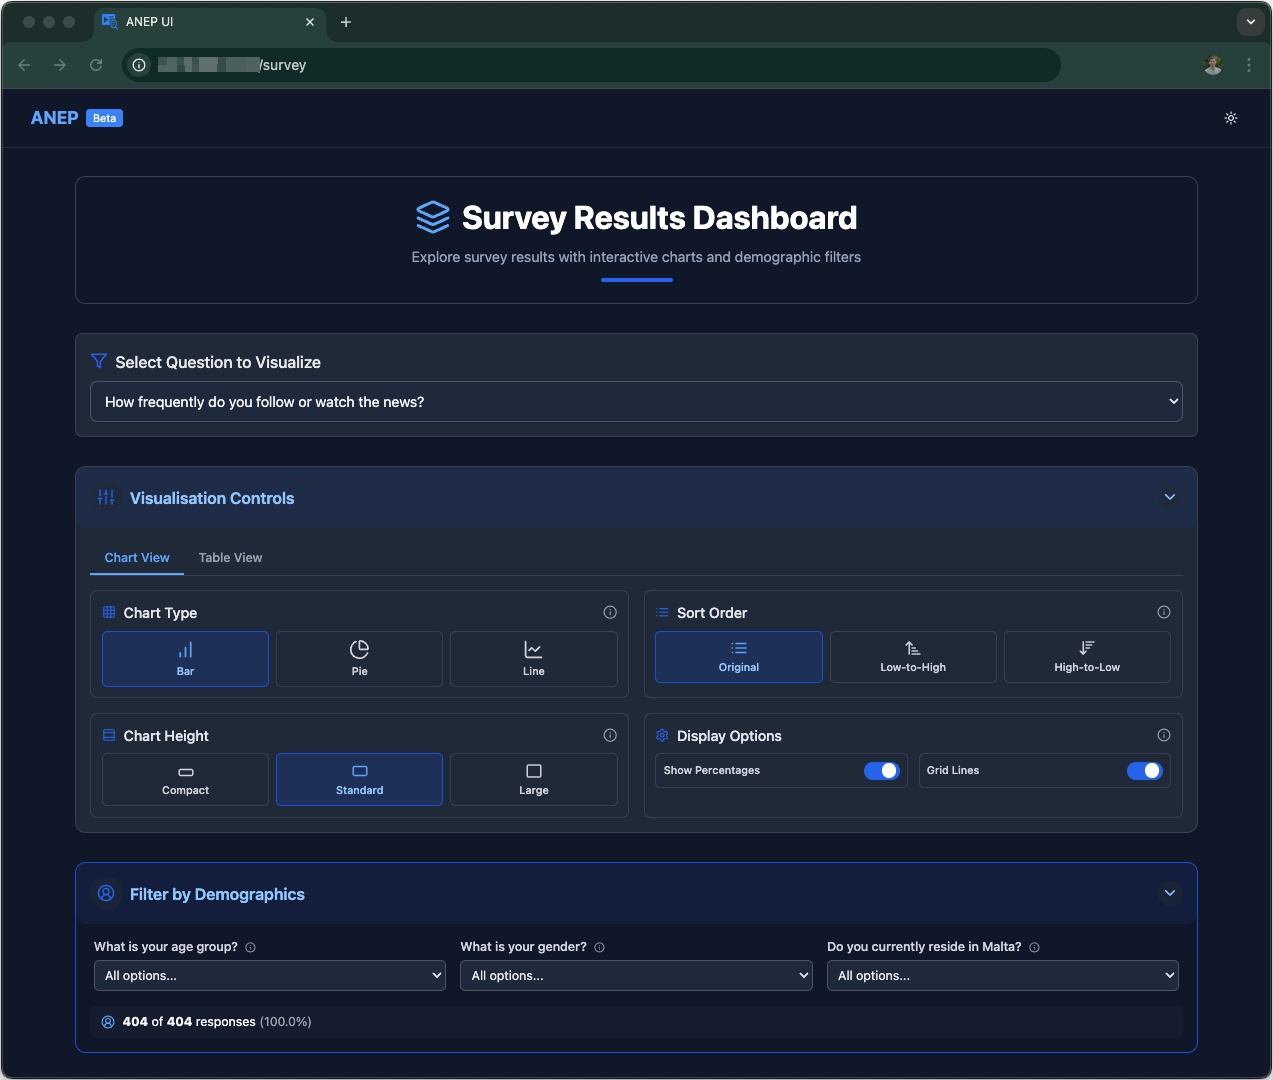 ANEP UI
/survey
ANEP Beta
Survey Results Dashboard
Explore survey results with interactive charts and demographic filters
Select Question to Visualize
How frequently do you follow or watch the news?
Visualisation Controls
Chart View Table View
Chart Type
Bar Pie Line
Sort Order
Original Low-to-High High-to-Low
Chart Height
Compact Standard Large
Display Options
Show Percentages Grid Lines
Filter by Demographics
What is your age group? What is your gender? Do you currently reside in Malta?
All options... All options... All options...
404 of 404 responses (100.0%)